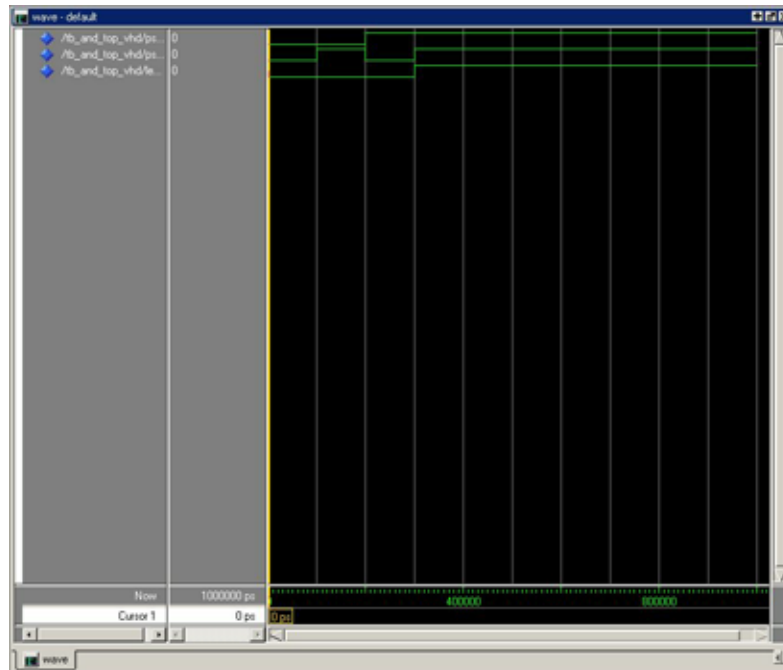 wave - default
/tb_and_top_vhd/ps... 0
/tb_and_top_vhd/ps... 0
/tb_and_top_vhd/le... 0
Now 1000000 ps 400000 800000
Cursor 1 0 ps 0 ps
wave